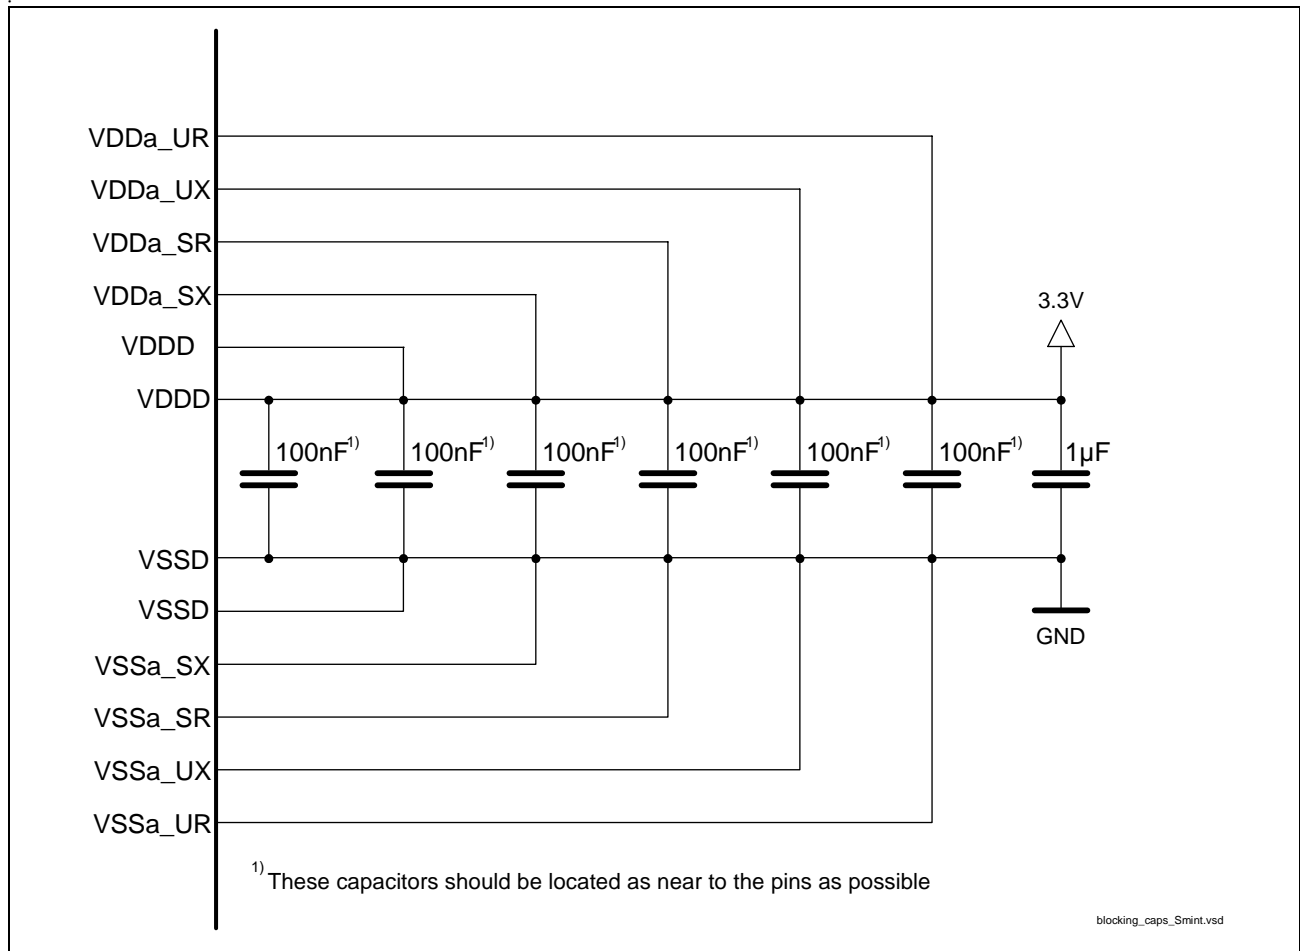 VDDa_UR
VDDa_UX
VDDa_SR
VDDa_SX
3.3V
VDDD
VDDD
100nF1) 100nF1) 100nF1) 100nF1) 100nF1) 100nF1) 1µF
VSSD
VSSD
GND
VSSa_SX
VSSa_SR
VSSa_UX
VSSa_UR
1) These capacitors should be located as near to the pins as possible
blocking_caps_Smint.vsd